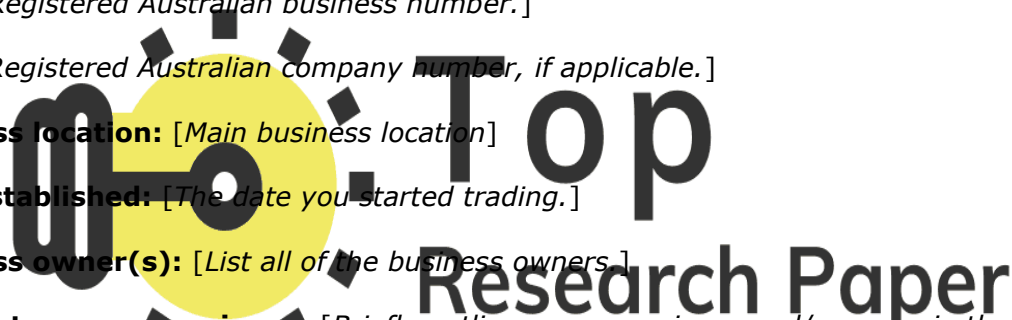 Registered Australian business number.]
Registered Australian company number, if applicable.]
ss location: [Main business location]
stablished: [The date you started trading.]
ss owner(s): [List all of the business owners.]
Top
Research Paper